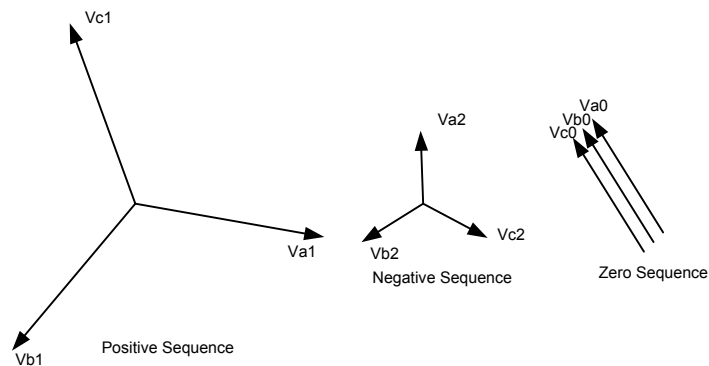 Vc1
Va1
Vb1
Positive Sequence
Va2
Vb2
Vc2
Negative Sequence
Va0
Vb0
Vc0
Zero Sequence